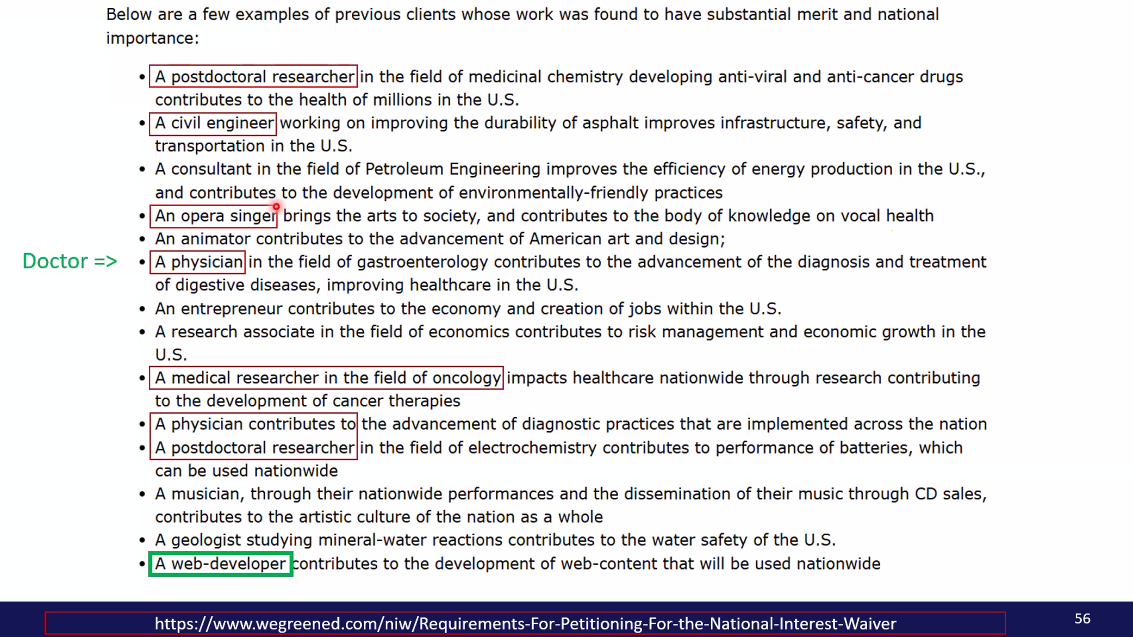 Below are a few examples of previous clients whose work was found to have substantial merit and national
importance:
• A postdoctoral researcher in the field of medicinal chemistry developing anti-viral and anti-cancer drugs
contributes to the health of millions in the U.S.
• A civil engineer working on improving the durability of asphalt improves infrastructure, safety, and
transportation in the U.S.
• A consultant in the field of Petroleum Engineering improves the efficiency of energy production in the U.S.,
and contributes to the development of environmentally-friendly practices
• An opera singer brings the arts to society, and contributes to the body of knowledge on vocal health
• An animator contributes to the advancement of American art and design;
Doctor =>
• A physician in the field of gastroenterology contributes to the advancement of the diagnosis and treatment
of digestive diseases, improving healthcare in the U.S.
• An entrepreneur contributes to the economy and creation of jobs within the U.S.
• A research associate in the field of economics contributes to risk management and economic growth in the
U.S.
• A medical researcher in the field of oncology impacts healthcare nationwide through research contributing
to the development of cancer therapies
• A physician contributes to the advancement of diagnostic practices that are implemented across the nation
• A postdoctoral researcher in the field of electrochemistry contributes to performance of batteries, which
can be used nationwide
• A musician, through their nationwide performances and the dissemination of their music through CD sales,
contributes to the artistic culture of the nation as a whole
• A geologist studying mineral-water reactions contributes to the water safety of the U.S.
• A web-developer contributes to the development of web-content that will be used nationwide
https://www.wegreened.com/niw/Requirements-For-Petitioning-For-the-National-Interest-Waiver
56